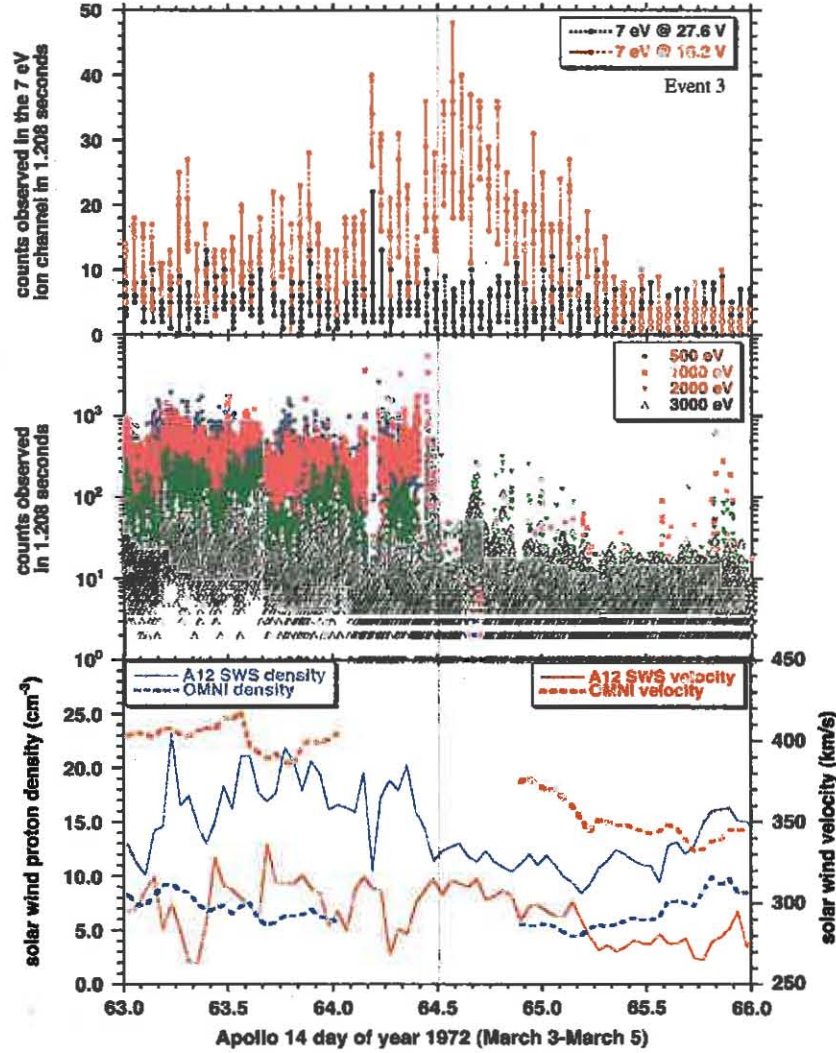 50
40
30
20
10
0
counts observed in the 7 eV
ion channel in 1.208 seconds
7 eV @ 27.6 V
7 eV @ 16.2 V
Event 3
10³
10²
10¹
10⁰
counts observed
in 1.208 seconds
500 eV
1000 eV
2000 eV
3000 eV
A12 SWS density
OMNI density
A12 SWS velocity
OMNI velocity
25.0
20.0
15.0
10.0
5.0
0.0
solar wind proton density (cm⁻³)
450
400
350
300
250
solar wind velocity (km/s)
63.0 63.5 64.0 64.5 65.0 65.5 66.0
Apollo 14 day of year 1972 (March 3-March 5)